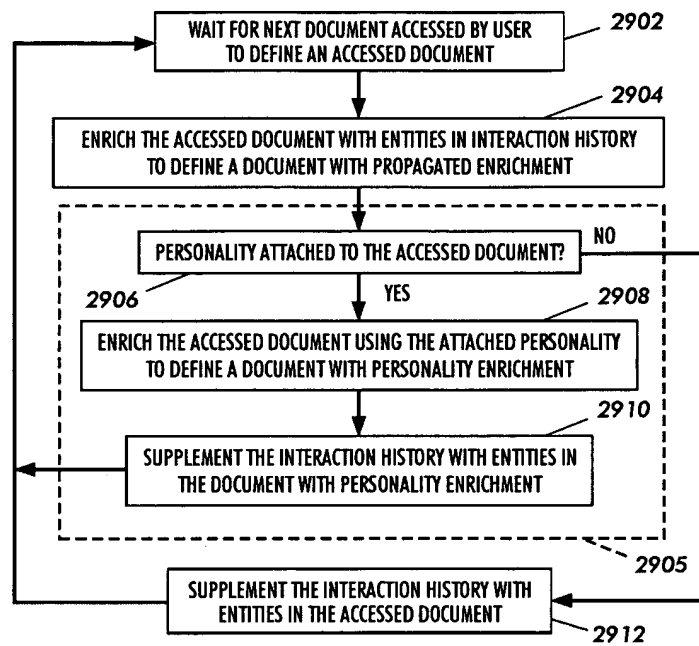 WAIT FOR NEXT DOCUMENT ACCESSED BY USER
TO DEFINE AN ACCESSED DOCUMENT
2902
2904
ENRICH THE ACCESSED DOCUMENT WITH ENTITIES IN INTERACTION HISTORY
TO DEFINE A DOCUMENT WITH PROPAGATED ENRICHMENT
PERSONALITY ATTACHED TO THE ACCESSED DOCUMENT?
NO
2906
YES
2908
ENRICH THE ACCESSED DOCUMENT USING THE ATTACHED PERSONALITY
TO DEFINE A DOCUMENT WITH PERSONALITY ENRICHMENT
2910
SUPPLEMENT THE INTERACTION HISTORY WITH ENTITIES IN
THE DOCUMENT WITH PERSONALITY ENRICHMENT
2905
SUPPLEMENT THE INTERACTION HISTORY WITH
ENTITIES IN THE ACCESSED DOCUMENT
2912